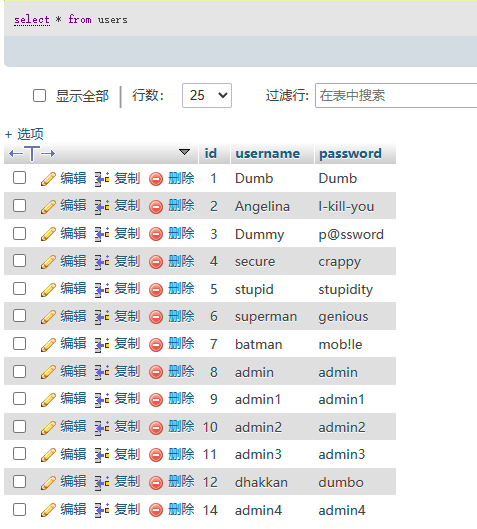 select * from users
显示全部 行数： 25 过滤行: 在表中搜索
+ 选项
←T→ id username password
编辑 复制 删除 1 Dumb Dumb
编辑 复制 删除 2 Angelina I-kill-you
编辑 复制 删除 3 Dummy p@ssword
编辑 复制 删除 4 secure crappy
编辑 复制 删除 5 stupid stupidity
编辑 复制 删除 6 superman genious
编辑 复制 删除 7 batman mob!le
编辑 复制 删除 8 admin admin
编辑 复制 删除 9 admin1 admin1
编辑 复制 删除 10 admin2 admin2
编辑 复制 删除 11 admin3 admin3
编辑 复制 删除 12 dhakkan dumbo
编辑 复制 删除 14 admin4 admin4